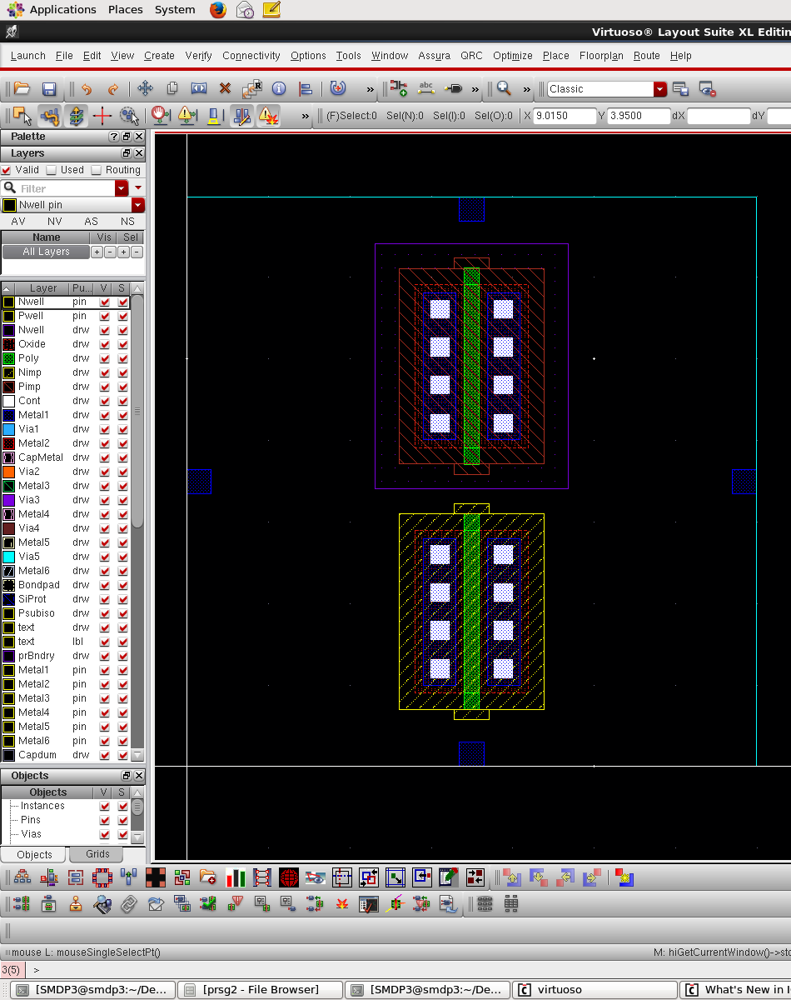 Applications Places System
Virtuoso® Layout Suite XL Editin
Launch File Edit View Create Verify Connectivity Options Tools Window Assura QRC Optimize Place Floorplan Route Help
R » abc » » Classic
» (F)Select:0 Sel(N):0 Sel(I):0 Sel(O):0 X 9.0150 Y 3.9500 dX dY
Palette
Layers
Valid Used Routing
Filter
Nwell pin
AV NV AS NS
Name Vis Sel
All Layers + - + -
Layer Pu... V S
Nwell pin
Pwell pin
Nwell drw
Oxide drw
Poly drw
Nimp drw
Pimp drw
Cont drw
Metal1 drw
Via1 drw
Metal2 drw
CapMetal drw
Via2 drw
Metal3 drw
Via3 drw
Metal4 drw
Via4 drw
Metal5 drw
Via5 drw
Metal6 drw
Bondpad drw
SiProt drw
Psubiso drw
text drw
text lbl
prBndry drw
Metal1 pin
Metal2 pin
Metal3 pin
Metal4 pin
Metal5 pin
Metal6 pin
Capdum drw
Objects
Objects V S
Instances
Pins
Vias
Objects Grids
mouse L: mouseSingleSelectPt() M: hiGetCurrentWindow()->sto
3(5) >
[SMDP3@smdp3:~/De... [prsg2 - File Browser] [SMDP3@smdp3:~/De... virtuoso What's New in I